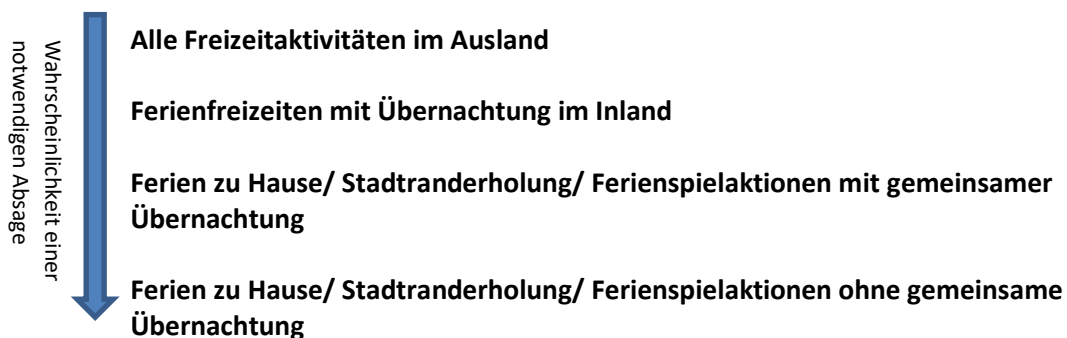 Wahrscheinlichkeit einer
notwendigen Absage
Alle Freizeitaktivitäten im Ausland
Ferienfreizeiten mit Übernachtung im Inland
Ferien zu Hause/ Stadtranderholung/ Ferienspielaktionen mit gemeinsamer
Übernachtung
Ferien zu Hause/ Stadtranderholung/ Ferienspielaktionen ohne gemeinsame
Übernachtung